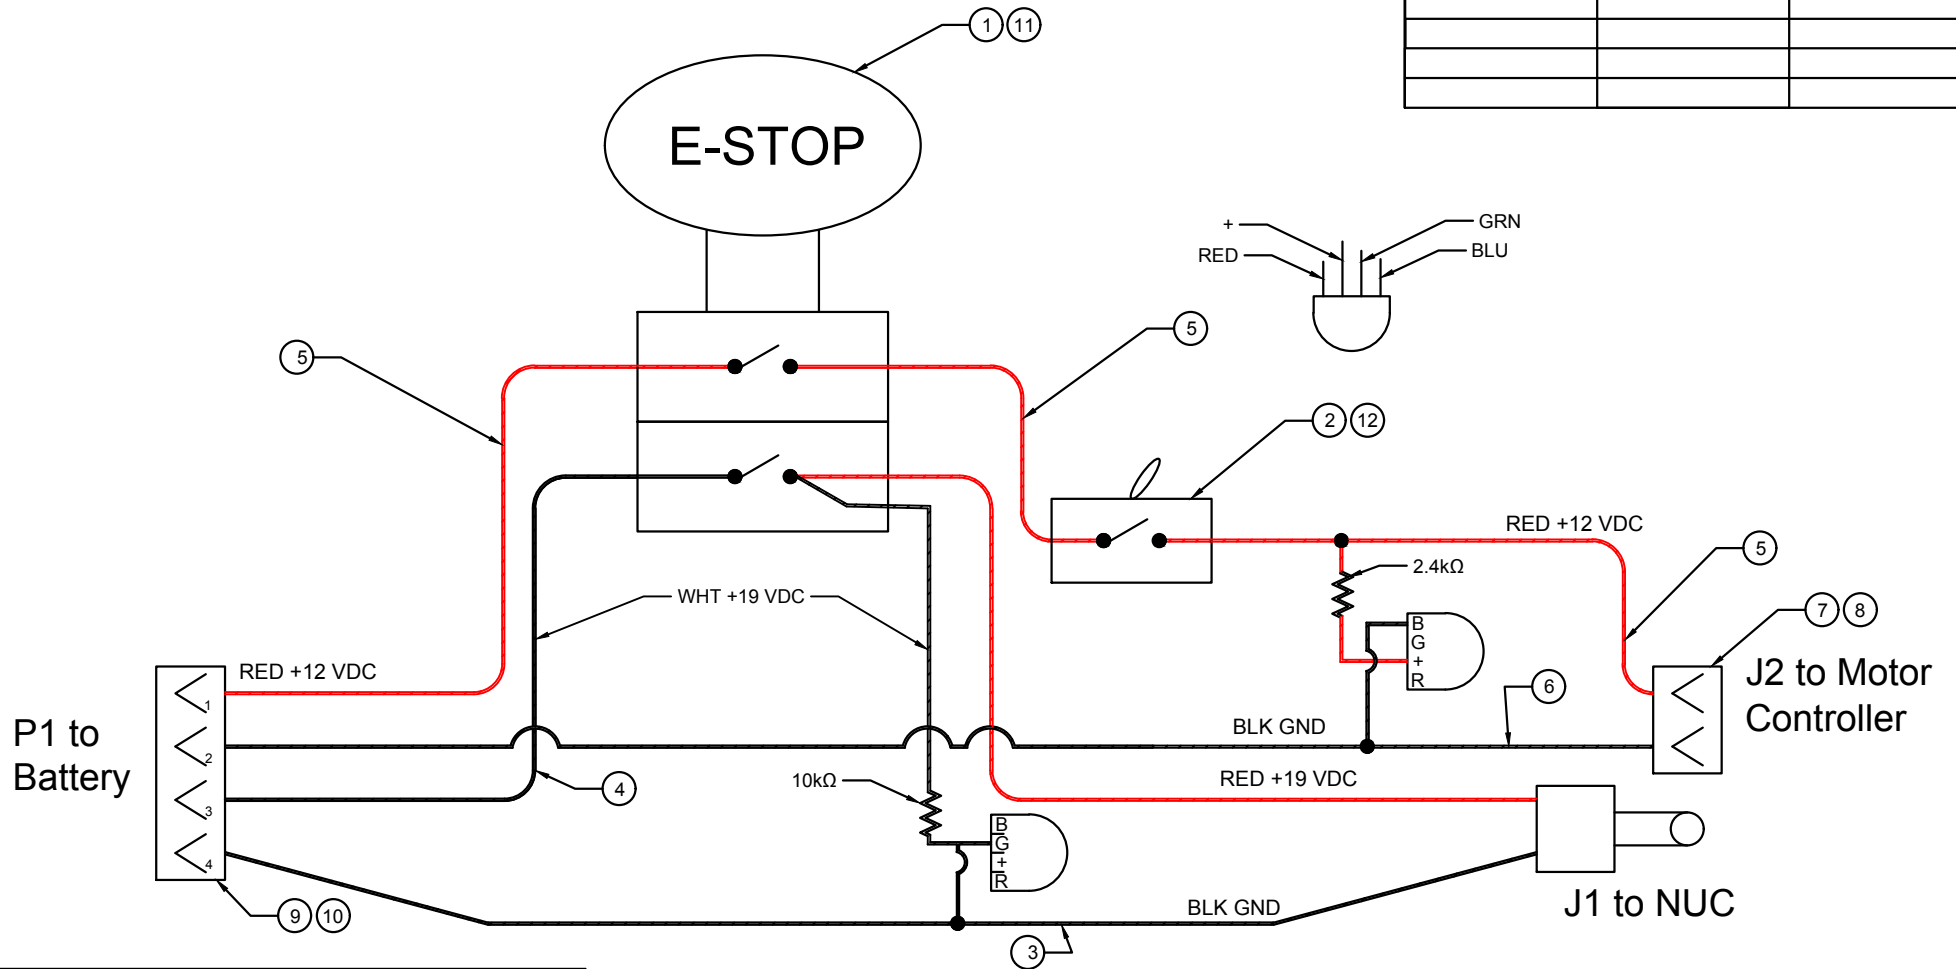 1 11
E-STOP
+
GRN
RED
BLU
5
5
2 12
RED +12 VDC
5
2.4kΩ
WHT +19 VDC
7 8
B
G
+
R
RED +12 VDC
6
J2 to Motor
Controller
P1 to
Battery
1
2
3
4
BLK GND
RED +19 VDC
10kΩ
4
B
G
+
R
J1 to NUC
9 10
BLK GND
3